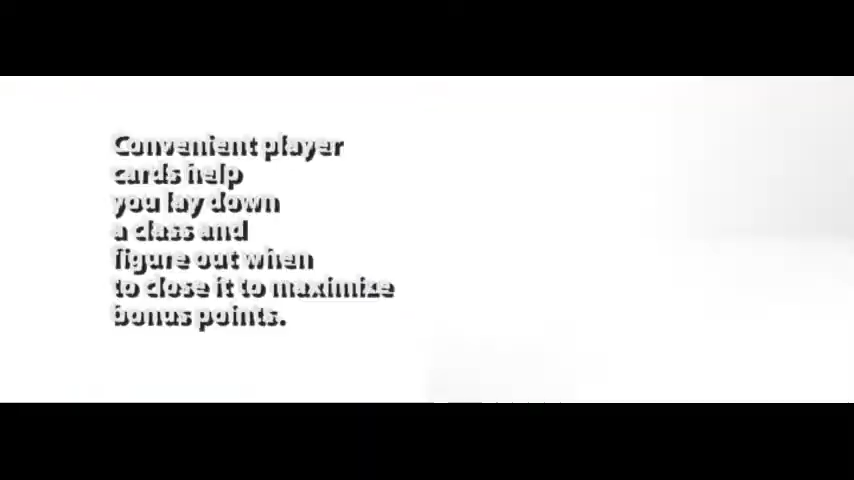 Convenient player
cards help
you lay down
a class and
figure out when
to close it to maximize
bonus points.